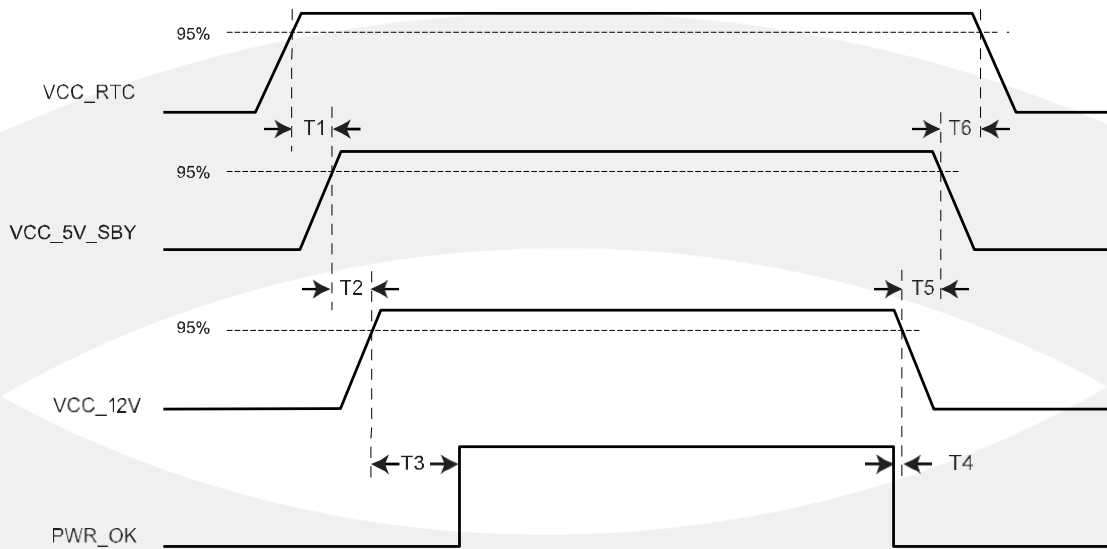 95%
VCC_RTC
T1
T6
95%
VCC_5V_SBY
T2
T5
95%
VCC_12V
T3
T4
PWR_OK